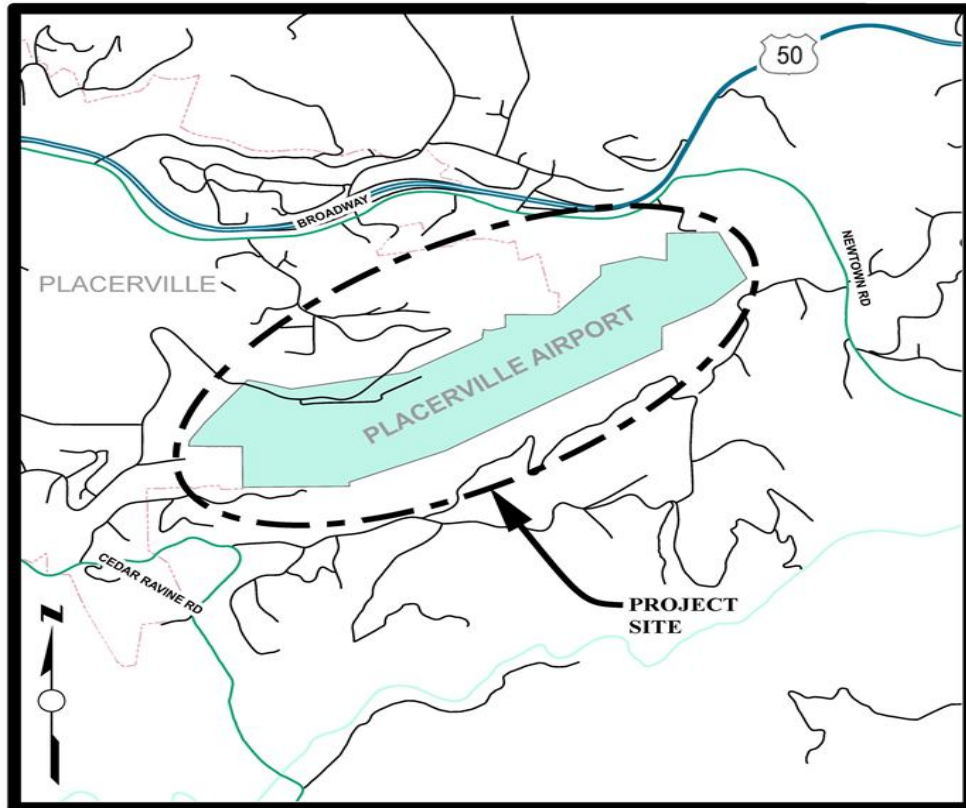 50
BROADWAY
PLACERVILLE
NEWTOWN RD
PLACERVILLE AIRPORT
CEDAR RAVINE RD
PROJECT
SITE
N